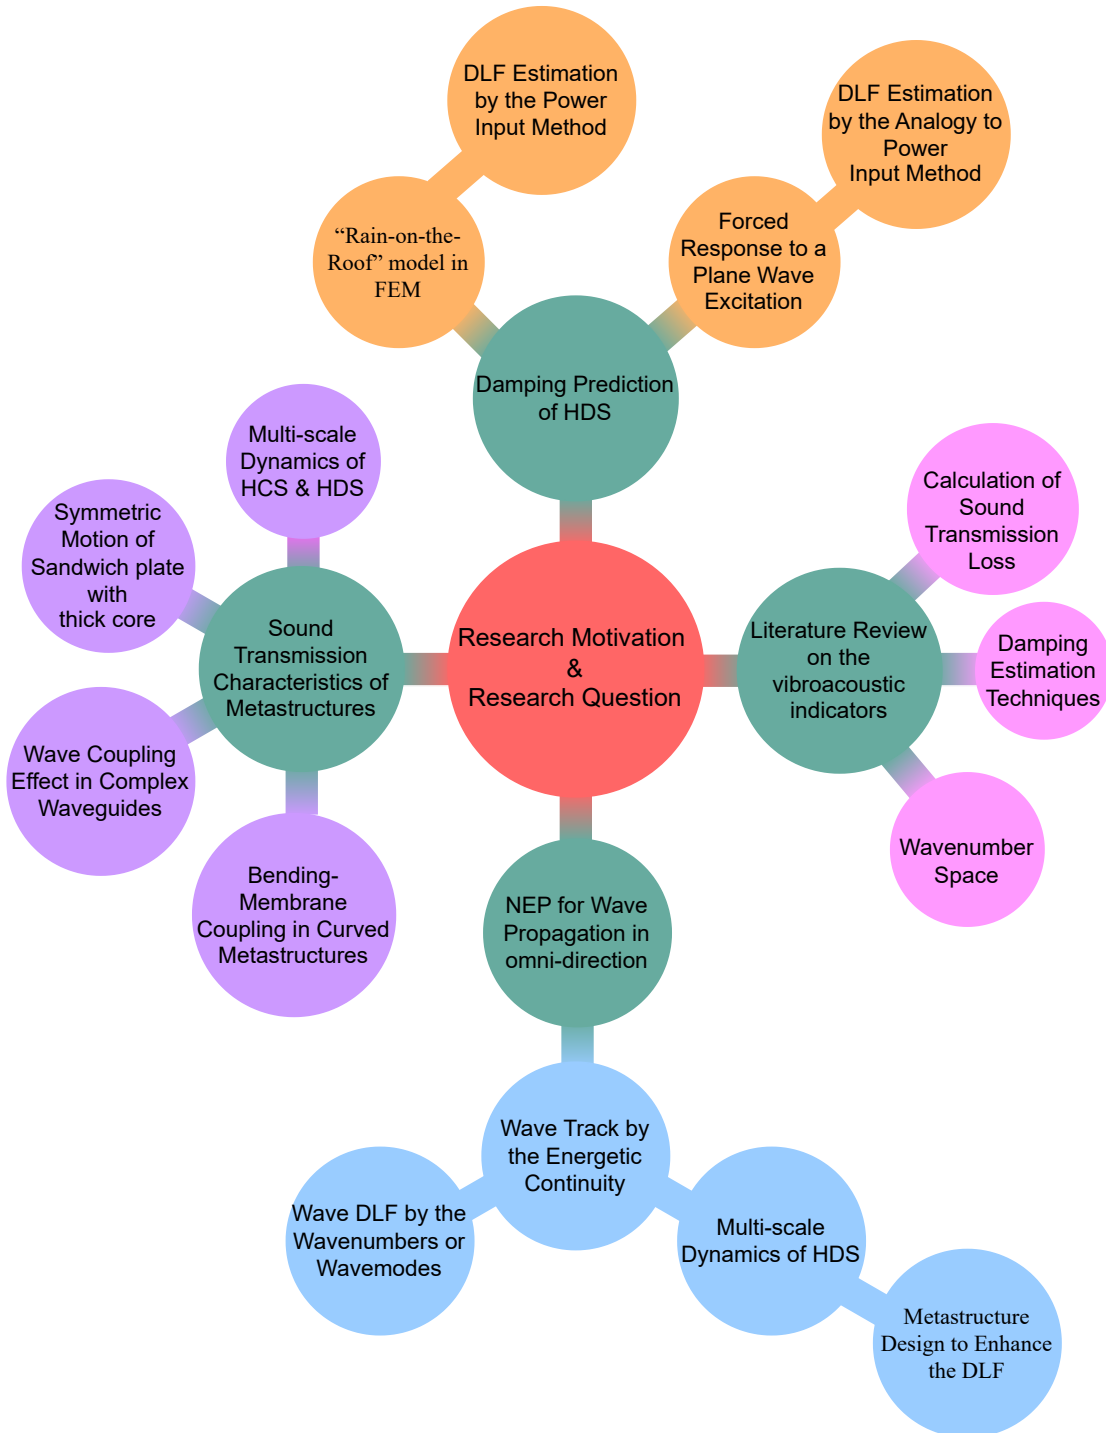 DLF Estimation
by the Power
Input Method
DLF Estimation
by the Analogy to
Power
Input Method
“Rain-on-the-
Roof” model in
FEM
Forced
Response to a
Plane Wave
Excitation
Damping Prediction
of HDS
Multi-scale
Dynamics of
HCS & HDS
Symmetric
Motion of
Sandwich plate
with
thick core
Sound
Transmission
Characteristics of
Metastructures
Wave Coupling
Effect in Complex
Waveguides
Bending-
Membrane
Coupling in Curved
Metastructures
Research Motivation
&
Research Question
Literature Review
on the
vibroacoustic
indicators
Calculation of
Sound
Transmission
Loss
Damping
Estimation
Techniques
Wavenumber
Space
NEP for Wave
Propagation in
omni-direction
Wave Track by
the Energetic
Continuity
Wave DLF by the
Wavenumbers or
Wavemodes
Multi-scale
Dynamics of HDS
Metastructure
Design to Enhance
the DLF